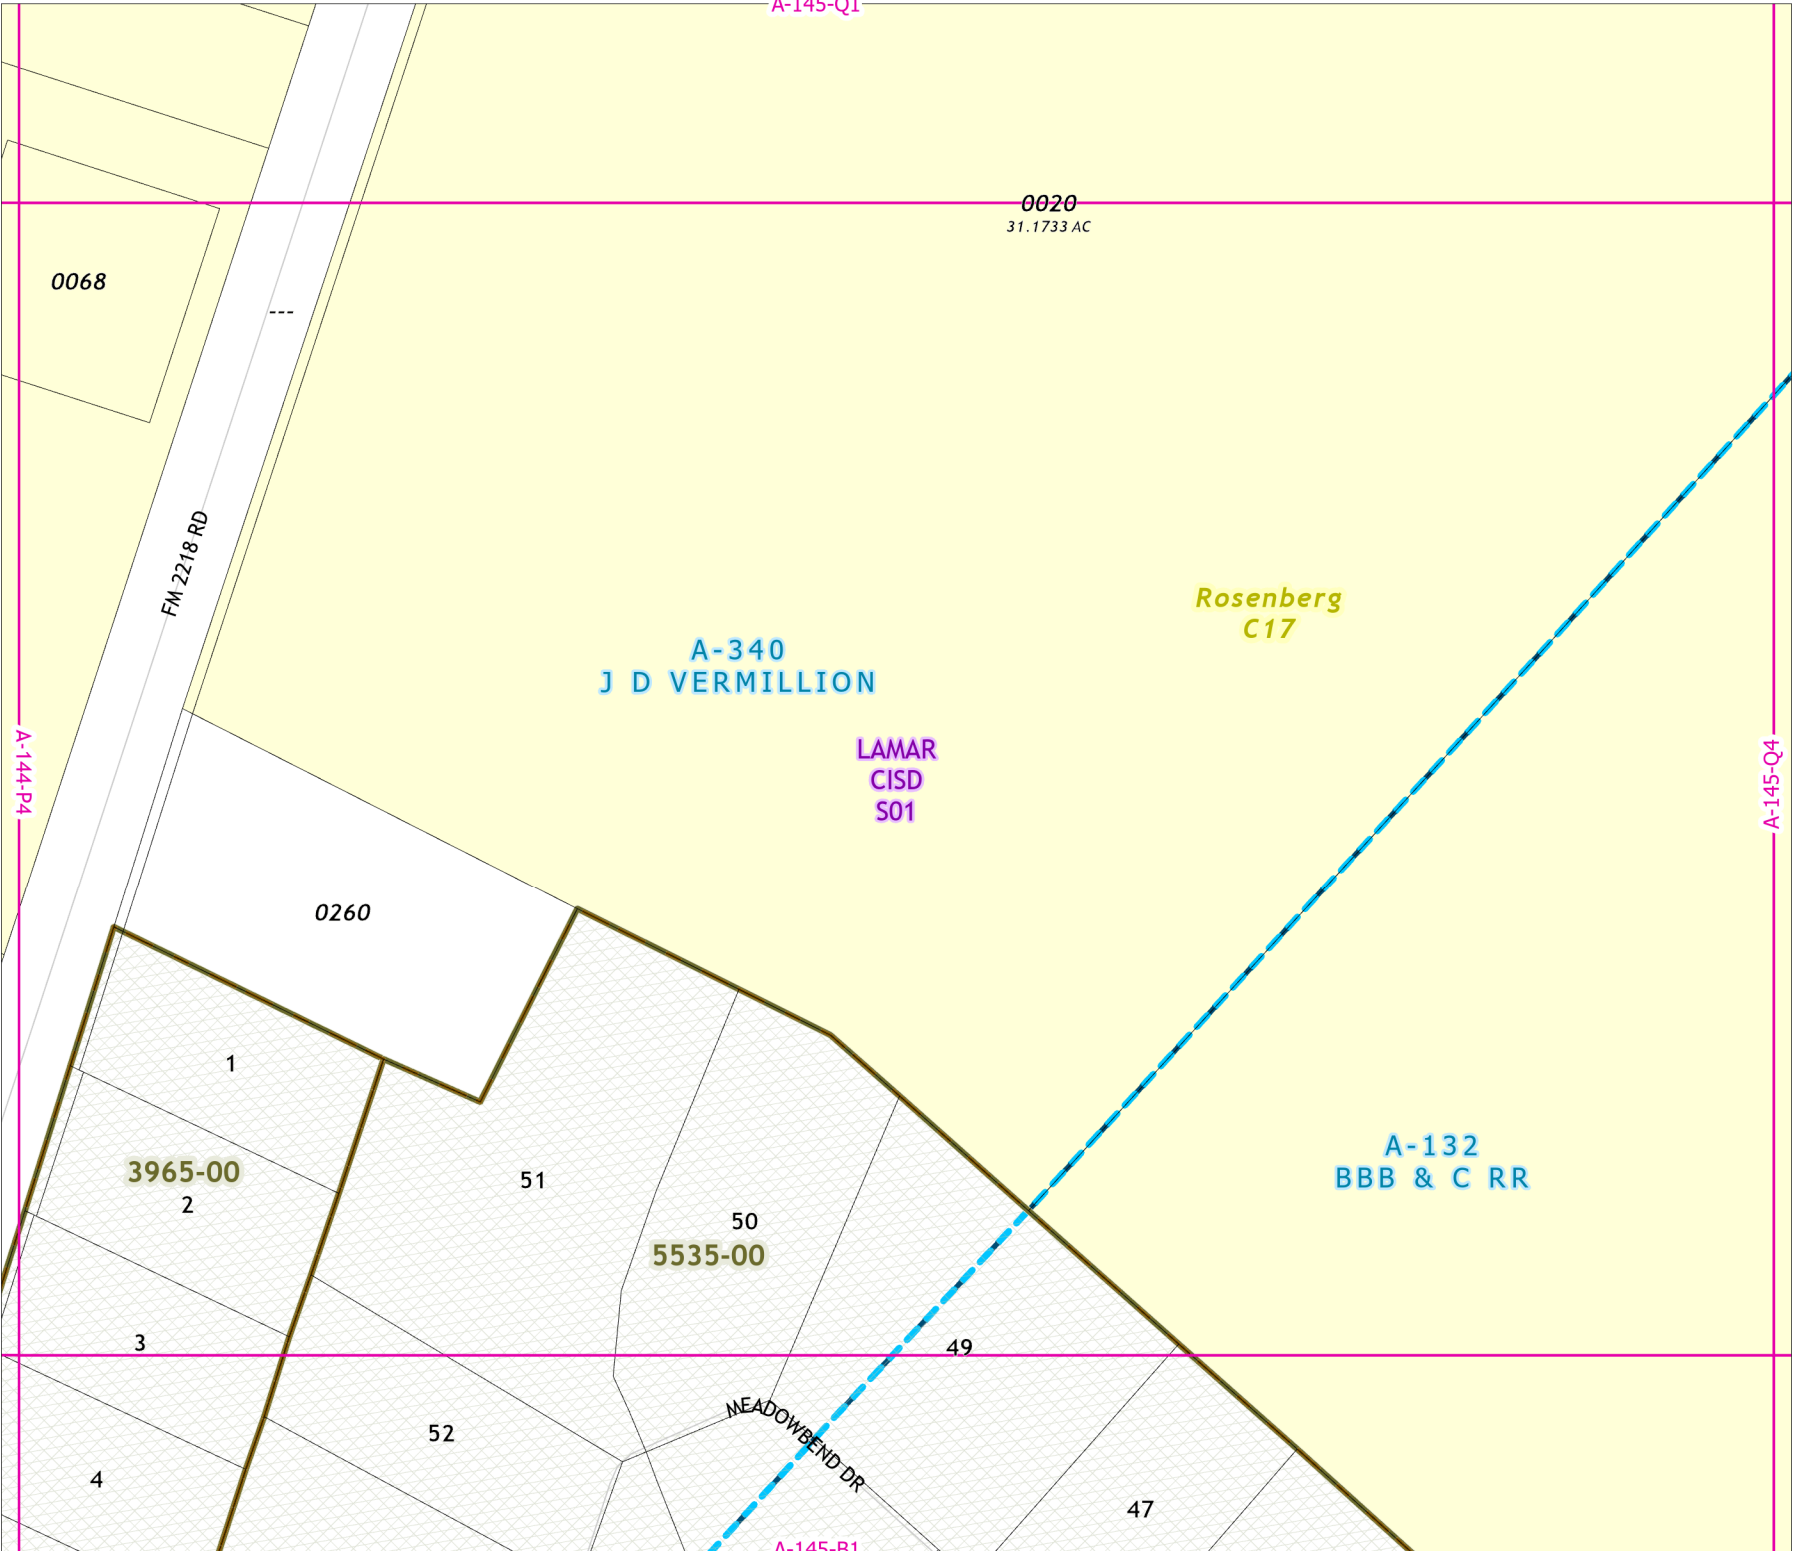 A-145-Q1
0020
31.1733 AC
0068
---
FM 2218 RD
Rosenberg
C17
A-340
J D VERMILLION
LAMAR
CISD
S01
A-144-P4
A-145-Q4
0260
1
A-132
BBB & C RR
3965-00
2
51
50
5535-00
3
49
MEADOWBEND DR
52
4
47
A-145-B1